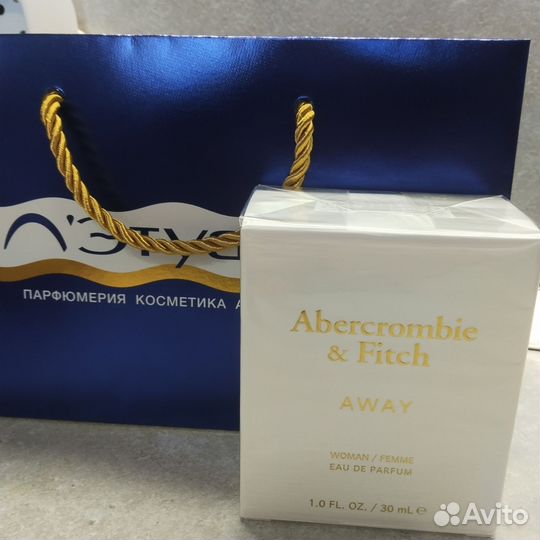 Л'ЭТУ
ПАРФЮМЕРИЯ КОСМЕТИКА
Abercrombie
& Fitch
AWAY
WOMAN / FEMME
EAU DE PARFUM
1.0 FL. OZ. / 30 mL ℮
Avito